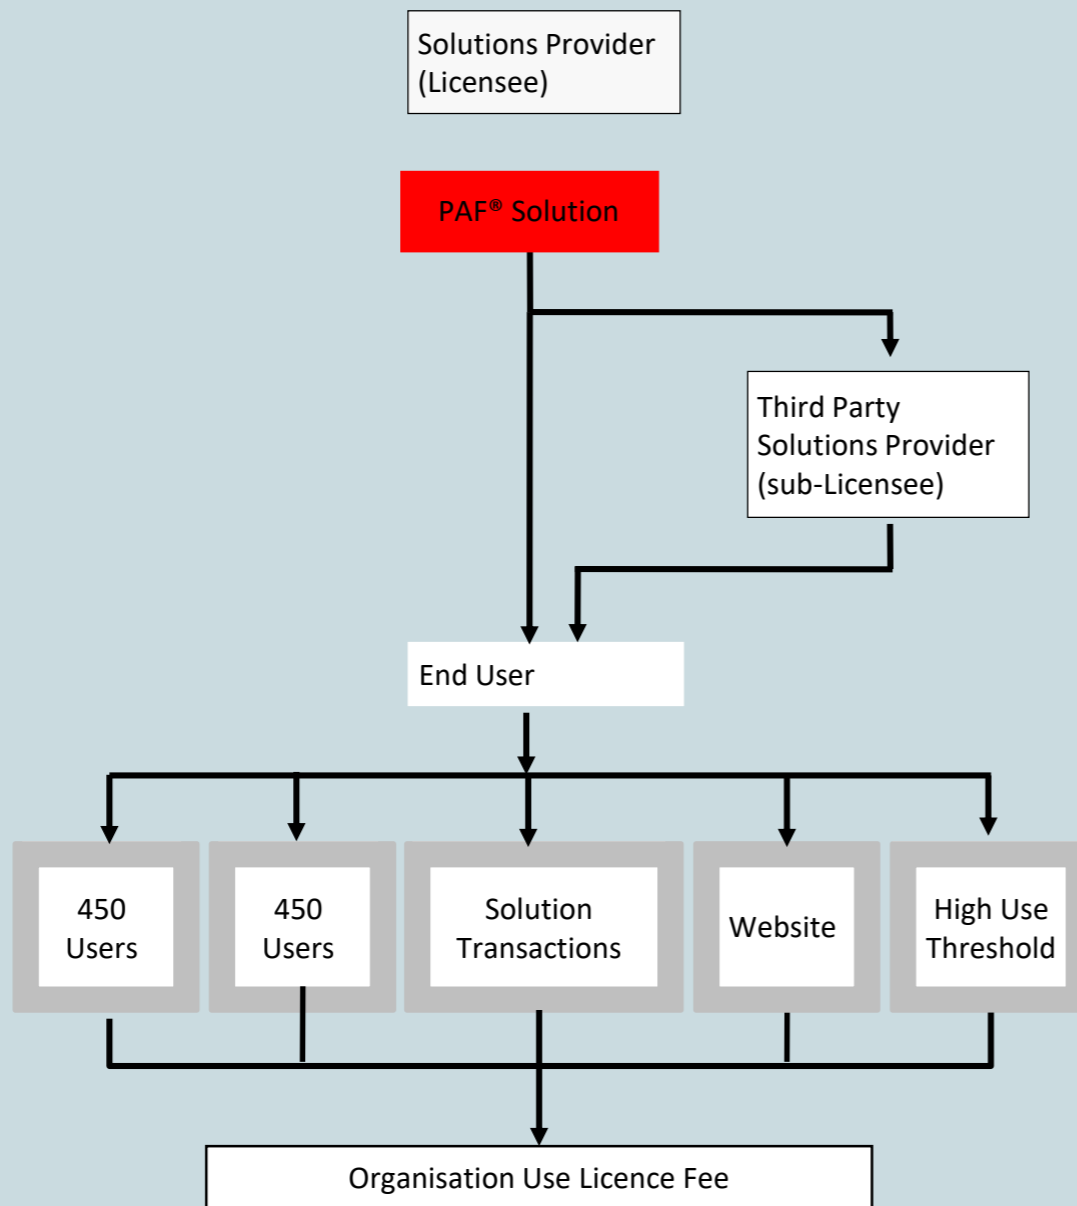 Solutions Provider
(Licensee)
PAF® Solution
Third Party
Solutions Provider
(sub-Licensee)
End User
450
Users
450
Users
Solution
Transactions
Website
High Use
Threshold
Organisation Use Licence Fee